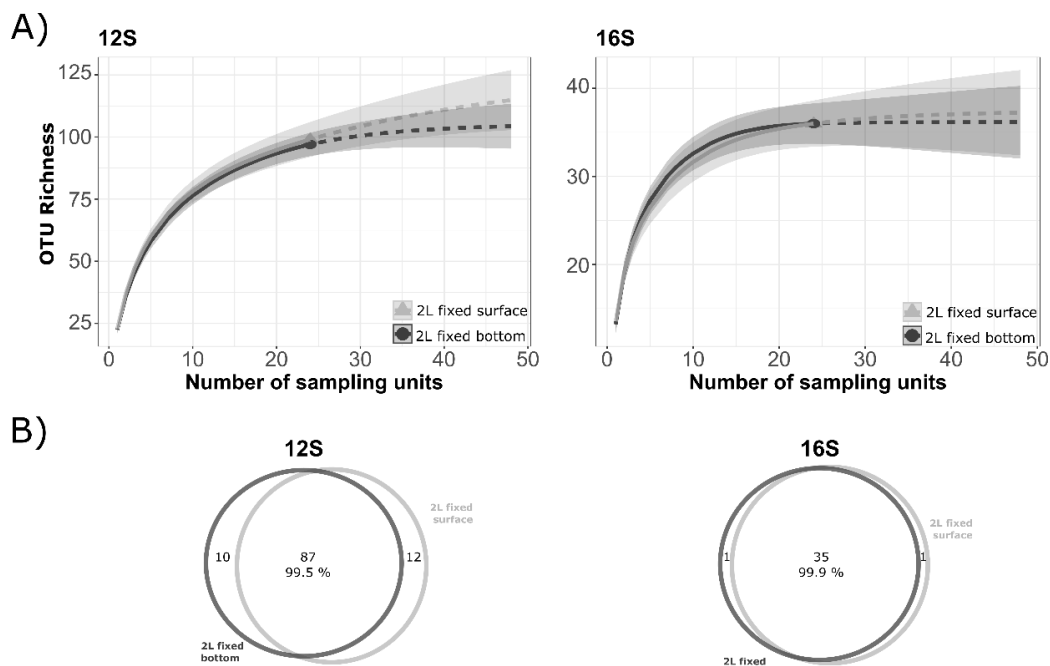 A)
12S
16S
OTU Richness
125
100
75
50
25
40
30
20
2L fixed surface
2L fixed bottom
2L fixed surface
2L fixed bottom
0 10 20 30 40 50
0 10 20 30 40 50
Number of sampling units
Number of sampling units
B)
12S
16S
2L fixed
surface
10
87
99.5 %
12
2L fixed
bottom
2L fixed
surface
1
35
99.9 %
1
2L fixed